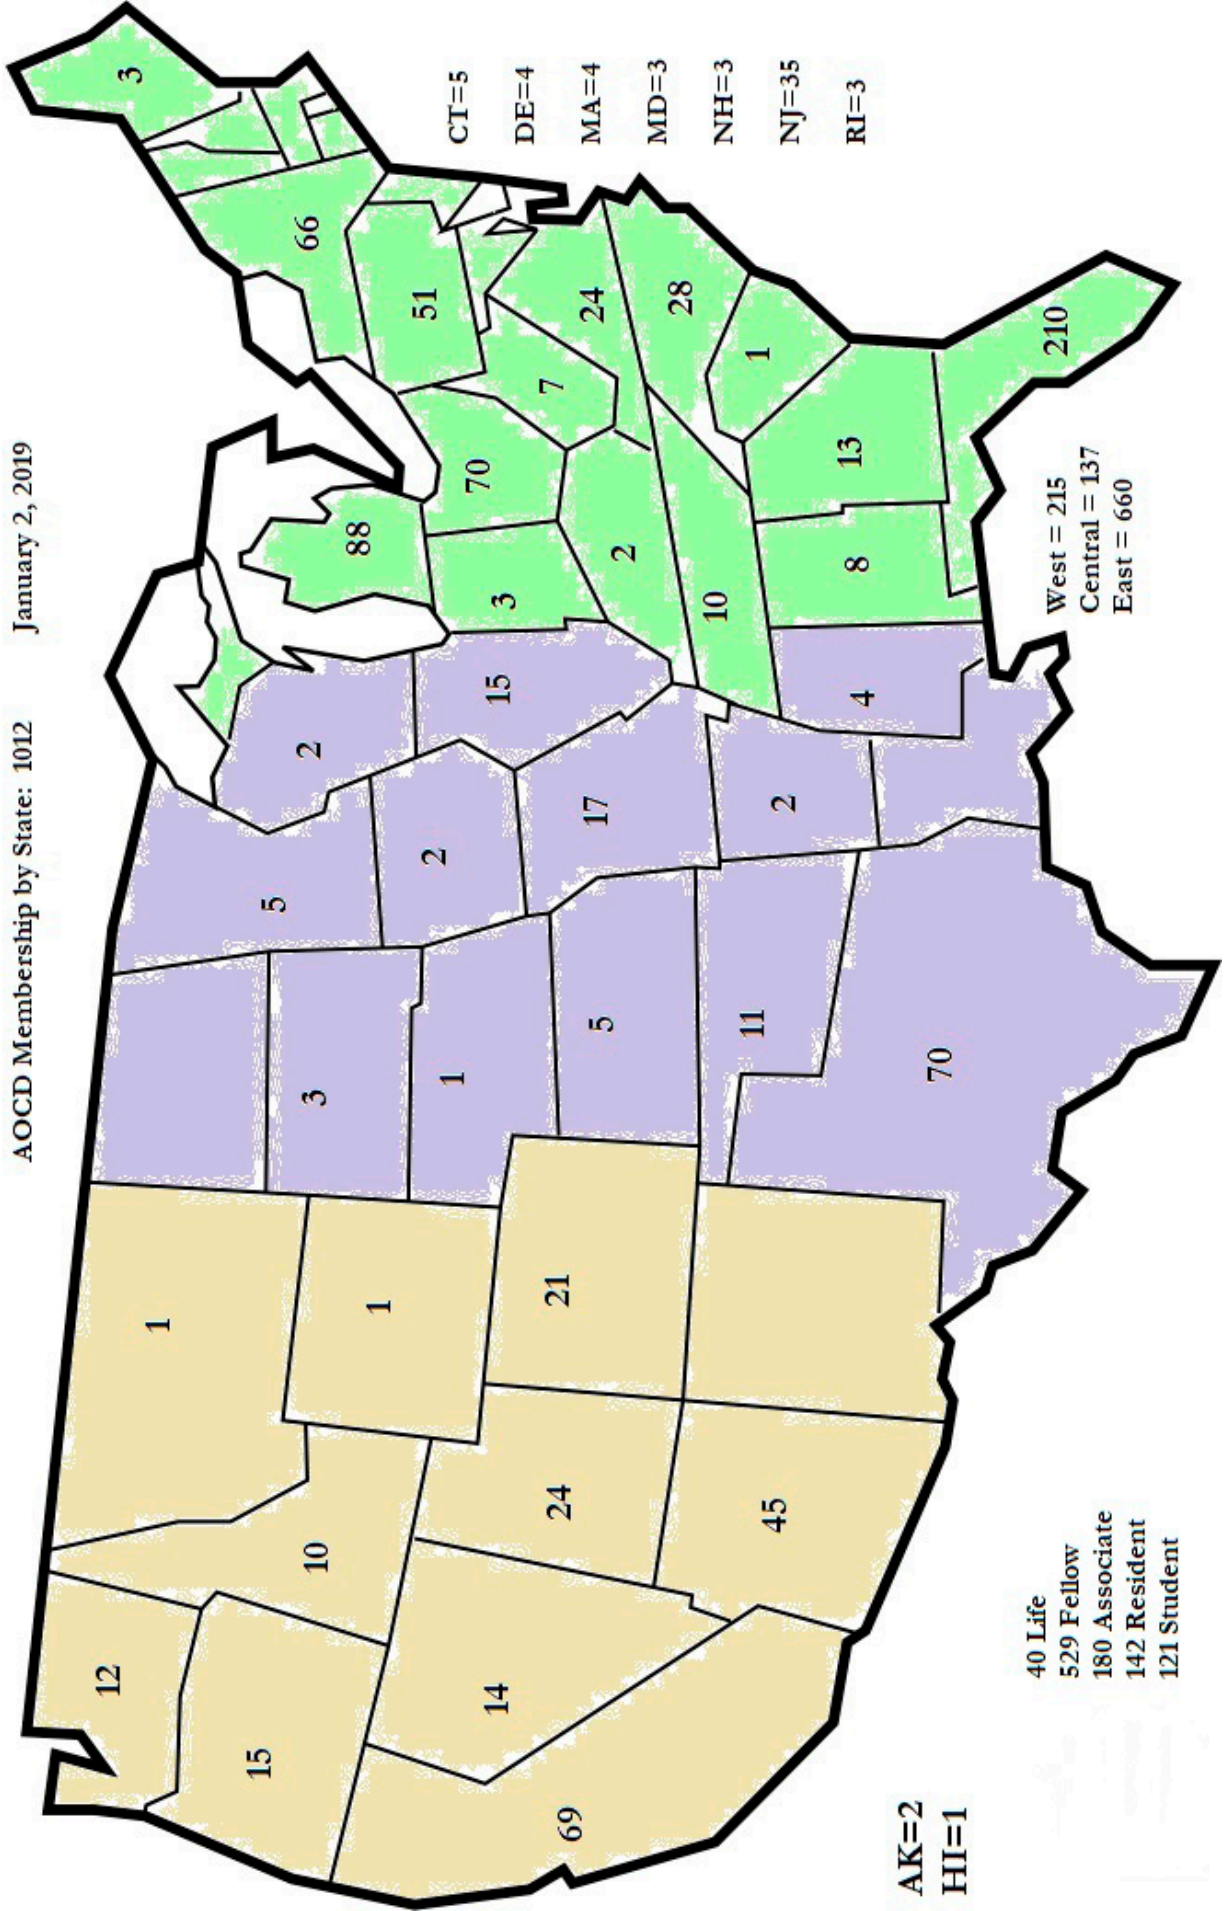 AOCD Membership by State: 1012 January 2, 2019
12
15
10
1
1
14
24
21
69
45
3
1
5
11
70
5
2
17
2
2
15
4
88
3
70
2
10
8
13
1
28
24
7
51
66
3
210
CT=5
DE=4
MA=4
MD=3
NH=3
NJ=35
RI=3
AK=2
HI=1
40 Life
529 Fellow
180 Associate
142 Resident
121 Student
West = 215
Central = 137
East = 660